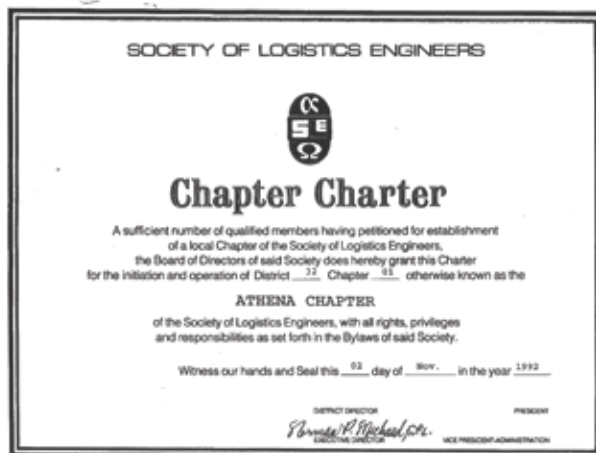 SOCIETY OF LOGISTICS ENGINEERS
α
S E
Ω
Chapter Charter
A sufficient number of qualified members having petitioned for establishment
of a local Chapter of the Society of Logistics Engineers,
the Board of Directors of said Society does hereby grant this Charter
for the initiation and operation of District 32 Chapter 01 otherwise known as the
ATHENA CHAPTER
of the Society of Logistics Engineers, with all rights, privileges
and responsibilities as set forth in the Bylaws of said Society.
Witness our hands and Seal this 02 day of Nov. in the year 1992
DISTRICT DIRECTOR PRESIDENT
Norman P. Michaud,
EXECUTIVE DIRECTOR VICE PRESIDENT-ADMINISTRATION